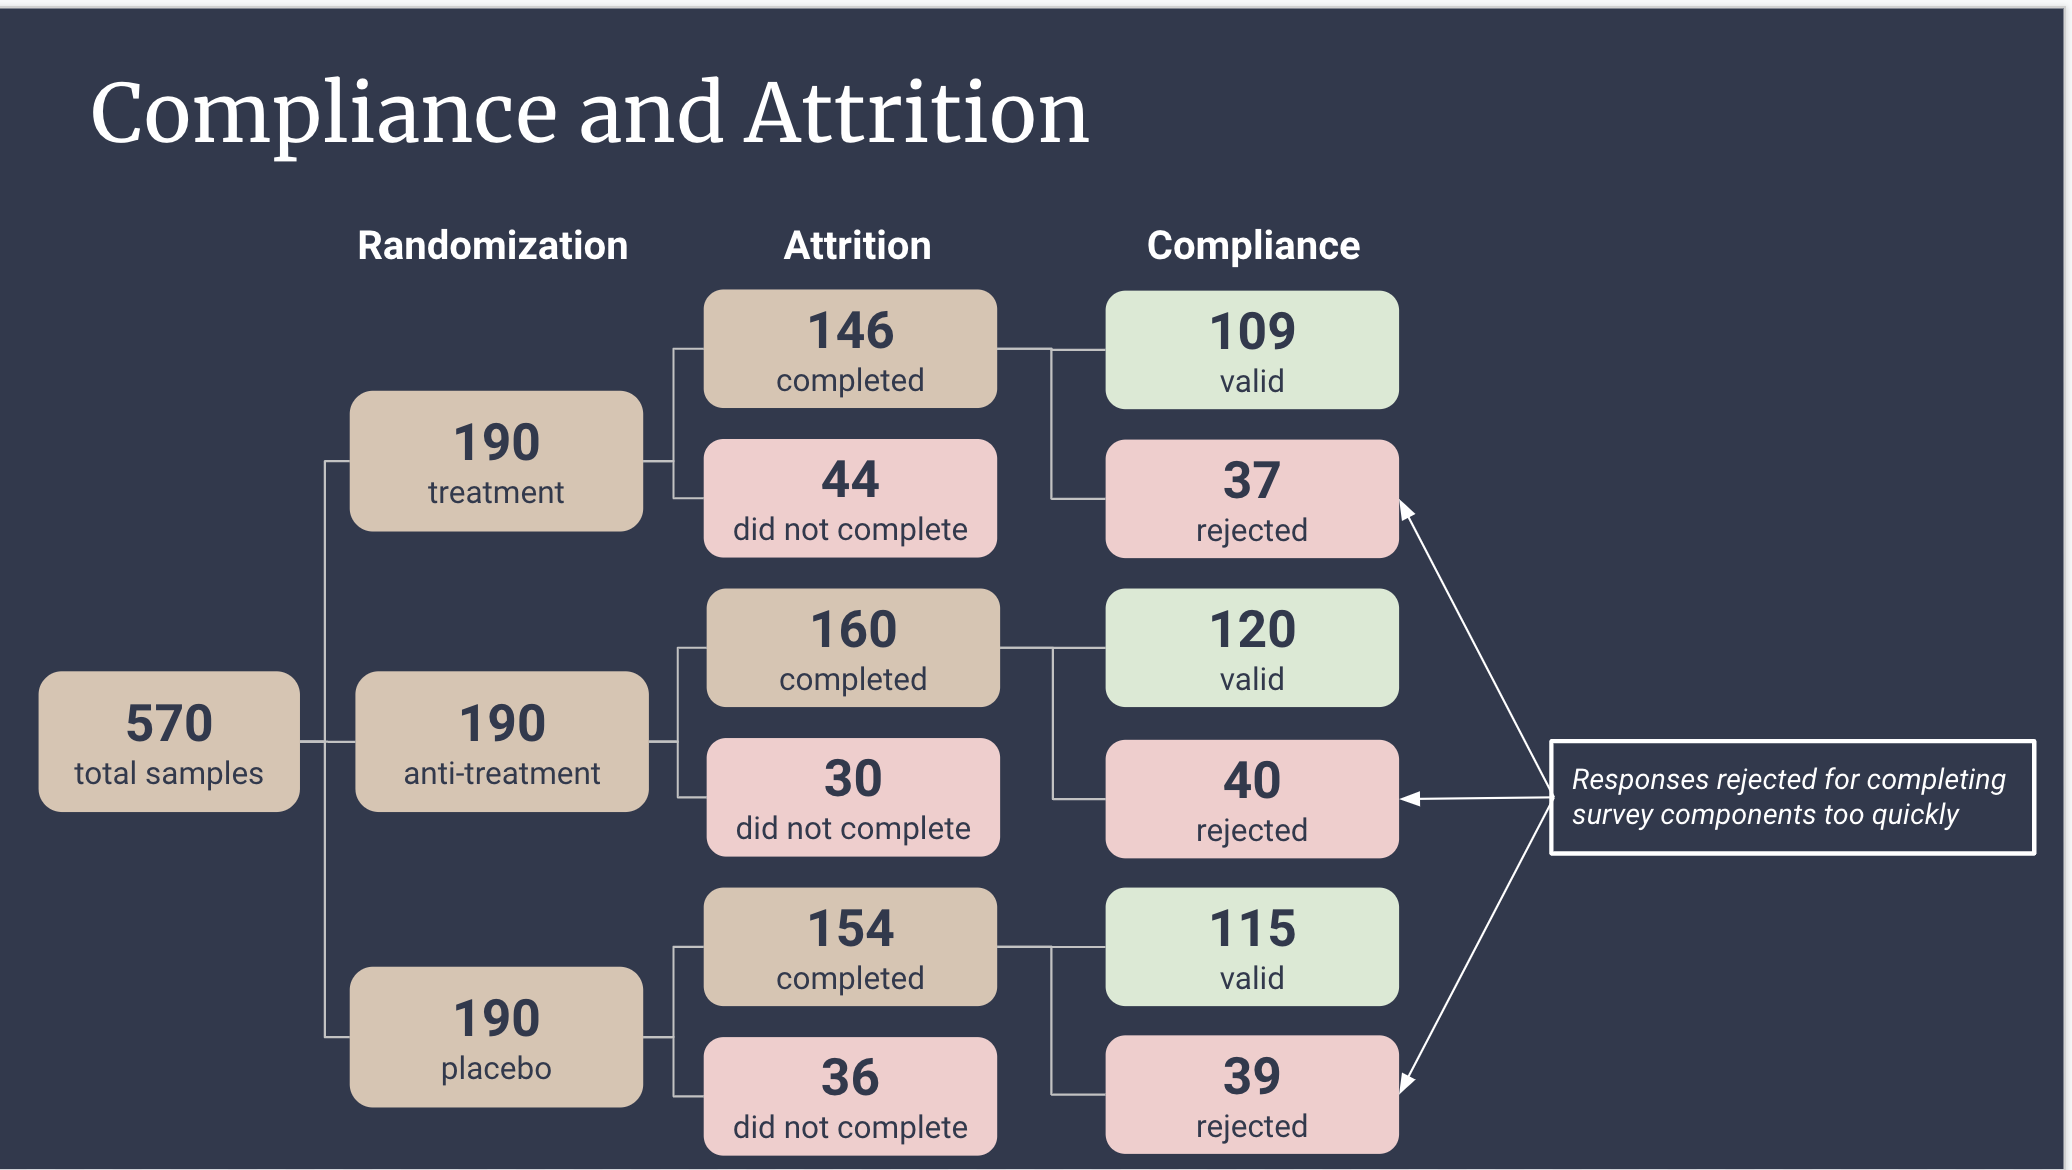 Compliance and Attrition
Randomization
Attrition
Compliance
570
total samples
190
treatment
146
completed
109
valid
37
rejected
44
did not complete
190
anti-treatment
160
completed
120
valid
40
rejected
30
did not complete
190
placebo
154
completed
115
valid
39
rejected
36
did not complete
Responses rejected for completing
survey components too quickly